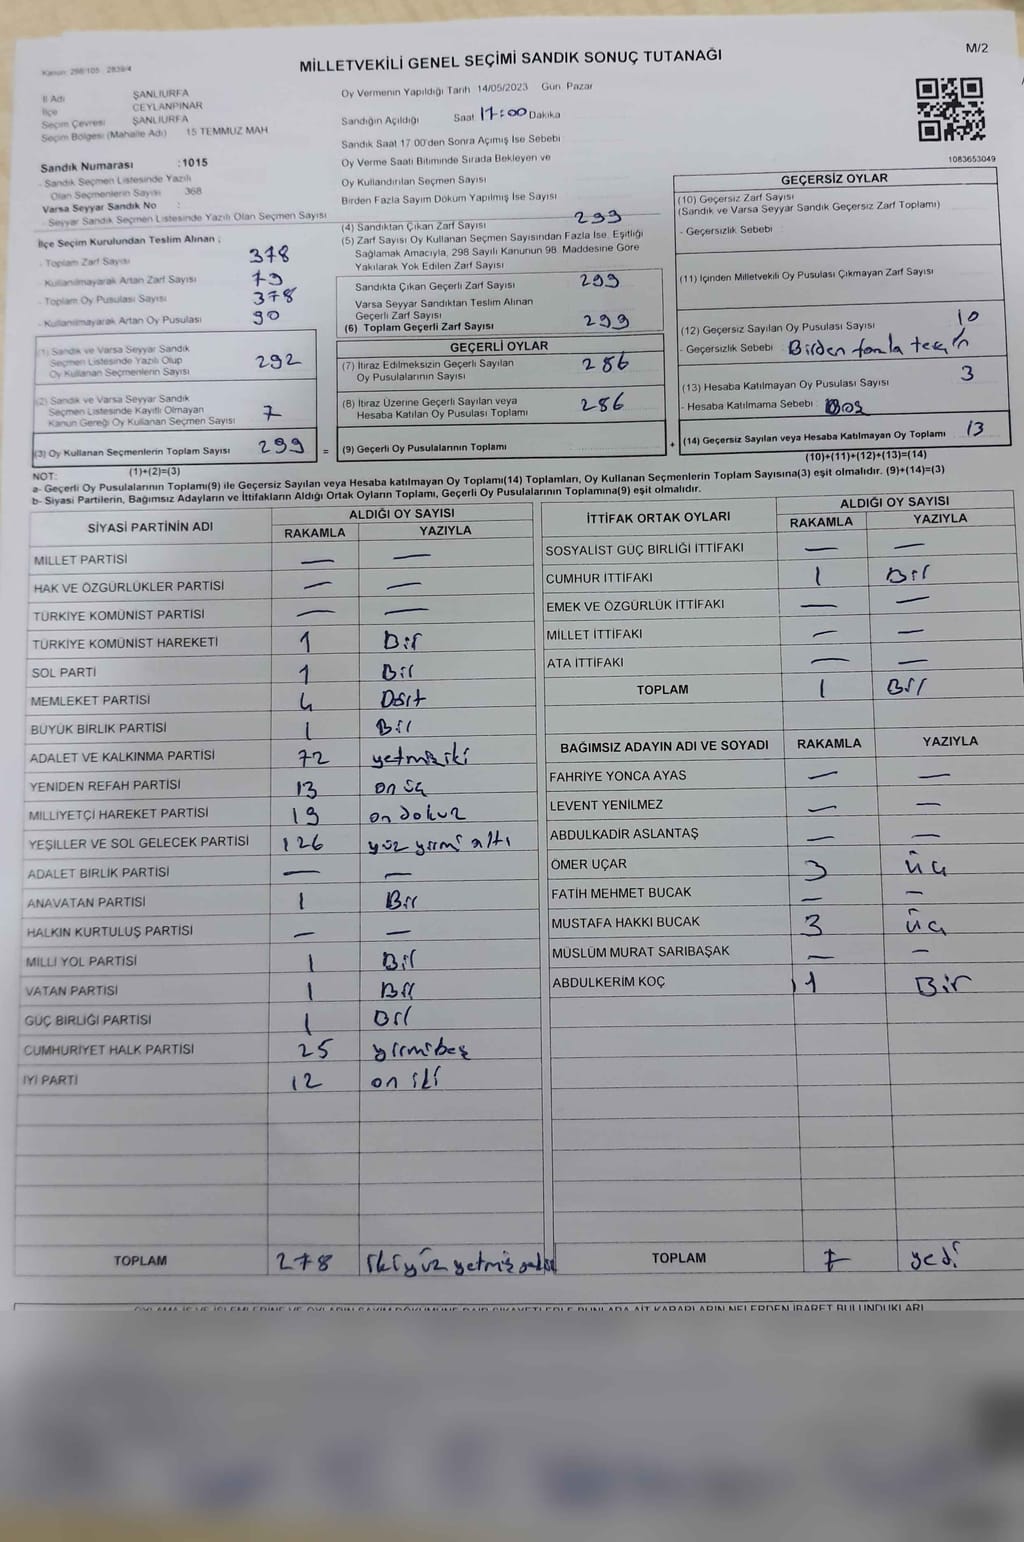 Kanun: 298/105 2839/4
MİLLETVEKİLİ GENEL SEÇİMİ SANDIK SONUÇ TUTANAĞI
M/2
İl Adı ŞANLIURFA
İlçe CEYLANPINAR
Seçim Çevresi ŞANLIURFA
Seçim Bölgesi (Mahalle Adı) 15 TEMMUZ MAH
Sandık Numarası :1015
- Sandık Seçmen Listesinde Yazılı
Olan Seçmenlerin Sayısı 368
Varsa Seyyar Sandık No :
- Seyyar Sandık Seçmen Listesinde Yazılı Olan Seçmen Sayısı
Oy Vermenin Yapıldığı Tarih 14/05/2023 Gün Pazar
Sandığın Açıldığı Saat 17:00 Dakika
Sandık Saat 17 00'den Sonra Açımış İse Sebebi
Oy Verme Saati Bitiminde Sırada Bekleyen ve
Oy Kullandırılan Seçmen Sayısı
Birden Fazla Sayım Döküm Yapılmış İse Sayısı
1083653049
İlçe Seçim Kurulundan Teslim Alınan ;
- Toplam Zarf Sayısı 378
- Kullanılmayarak Artan Zarf Sayısı 79
- Toplam Oy Pusulası Sayısı 378
- Kullanılmayarak Artan Oy Pusulası 90
(4) Sandıktan Çıkan Zarf Sayısı 299
(5) Zarf Sayısı Oy Kullanan Seçmen Sayısından Fazla İse, Eşitliği
Sağlamak Amacıyla, 298 Sayılı Kanunun 98. Maddesine Göre
Yakılarak Yok Edilen Zarf Sayısı
Sandıkta Çıkan Geçerli Zarf Sayısı 299
Varsa Seyyar Sandıktan Teslim Alınan
Geçerli Zarf Sayısı
(6) Toplam Geçerli Zarf Sayısı 299
GEÇERSİZ OYLAR
(10) Geçersiz Zarf Sayısı
(Sandık ve Varsa Seyyar Sandık Geçersiz Zarf Toplamı)
- Geçersizlik Sebebi
(11) İçinden Milletvekili Oy Pusulası Çıkmayan Zarf Sayısı
(12) Geçersiz Sayılan Oy Pusulası Sayısı 10
- Geçersizlik Sebebi Birden fazla
(13) Hesaba Katılmayan Oy Pusulası Sayısı 3
- Hesaba Katılmama Sebebi Boş
(14) Geçersiz Sayılan veya Hesaba Katılmayan Oy Toplamı 13
(10)+(11)+(12)+(13)=(14)
(1) Sandık ve Varsa Seyyar Sandık
Seçmen Listesinde Yazılı Olup
Oy Kullanan Seçmenlerin Sayısı 292
(2) Sandık ve Varsa Seyyar Sandık
Seçmen Listesinde Kayıtlı Olmayan
Kanun Gereği Oy Kullanan Seçmen Sayısı 7
(3) Oy Kullanan Seçmenlerin Toplam Sayısı 299 =
(1)+(2)=(3)
GEÇERLİ OYLAR
(7) İtiraz Edilmeksizin Geçerli Sayılan
Oy Pusulalarının Sayısı 286
(8) İtiraz Üzerine Geçerli Sayılan veya
Hesaba Katılan Oy Pusulası Toplamı 286
(9) Geçerli Oy Pusulalarının Toplamı +
NOT:
a- Geçerli Oy Pusulalarının Toplamı(9) ile Geçersiz Sayılan veya Hesaba katılmayan Oy Toplamı(14) Toplamları, Oy Kullanan Seçmenlerin Toplam Sayısına(3) eşit olmalıdır. (9)+(14)=(3)
b- Siyasi Partilerin, Bağımsız Adayların ve İttifakların Aldığı Ortak Oyların Toplamı, Geçerli Oy Pusulalarının Toplamına(9) eşit olmalıdır.
SİYASİ PARTİNİN ADI ALDIĞI OY SAYISI
RAKAMLA YAZIYLA
MİLLET PARTİSİ — —
HAK VE ÖZGÜRLÜKLER PARTİSİ — —
TÜRKİYE KOMÜNİST PARTİSİ — —
TÜRKİYE KOMÜNİST HAREKETİ 1 Bir
SOL PARTİ 1 Bir
MEMLEKET PARTİSİ 4 Dört
BÜYÜK BİRLİK PARTİSİ 1 Bir
ADALET VE KALKINMA PARTİSİ 72 yetmiş iki
YENİDEN REFAH PARTİSİ 13 on üç
MİLLİYETÇİ HAREKET PARTİSİ 19 on dokuz
YEŞİLLER VE SOL GELECEK PARTİSİ 126 yüz yirmi altı
ADALET BİRLİK PARTİSİ — —
ANAVATAN PARTİSİ 1 Bir
HALKIN KURTULUŞ PARTİSİ — —
MİLLİ YOL PARTİSİ 1 Bir
VATAN PARTİSİ 1 Bir
GÜÇ BİRLİĞİ PARTİSİ 1 Bir
CUMHURİYET HALK PARTİSİ 25 yirmi beş
İYİ PARTİ 12 on iki
TOPLAM 278 İkiyüz yetmiş sekiz
İTTİFAK ORTAK OYLARI ALDIĞI OY SAYISI
RAKAMLA YAZIYLA
SOSYALİST GÜÇ BİRLİĞİ İTTİFAKI — —
CUMHUR İTTİFAKI 1 Bir
EMEK VE ÖZGÜRLÜK İTTİFAKI — —
MİLLET İTTİFAKI — —
ATA İTTİFAKI — —
TOPLAM 1 Bir
BAĞIMSIZ ADAYIN ADI VE SOYADI RAKAMLA YAZIYLA
FAHRİYE YONCA AYAS — —
LEVENT YENİLMEZ — —
ABDULKADİR ASLANTAŞ — —
ÖMER UÇAR 3 üç
FATİH MEHMET BUCAK — —
MUSTAFA HAKKI BUCAK 3 üç
MÜSLÜM MURAT SARIBAŞAK — —
ABDULKERİM KOÇ 1 Bir
TOPLAM 7 yedi